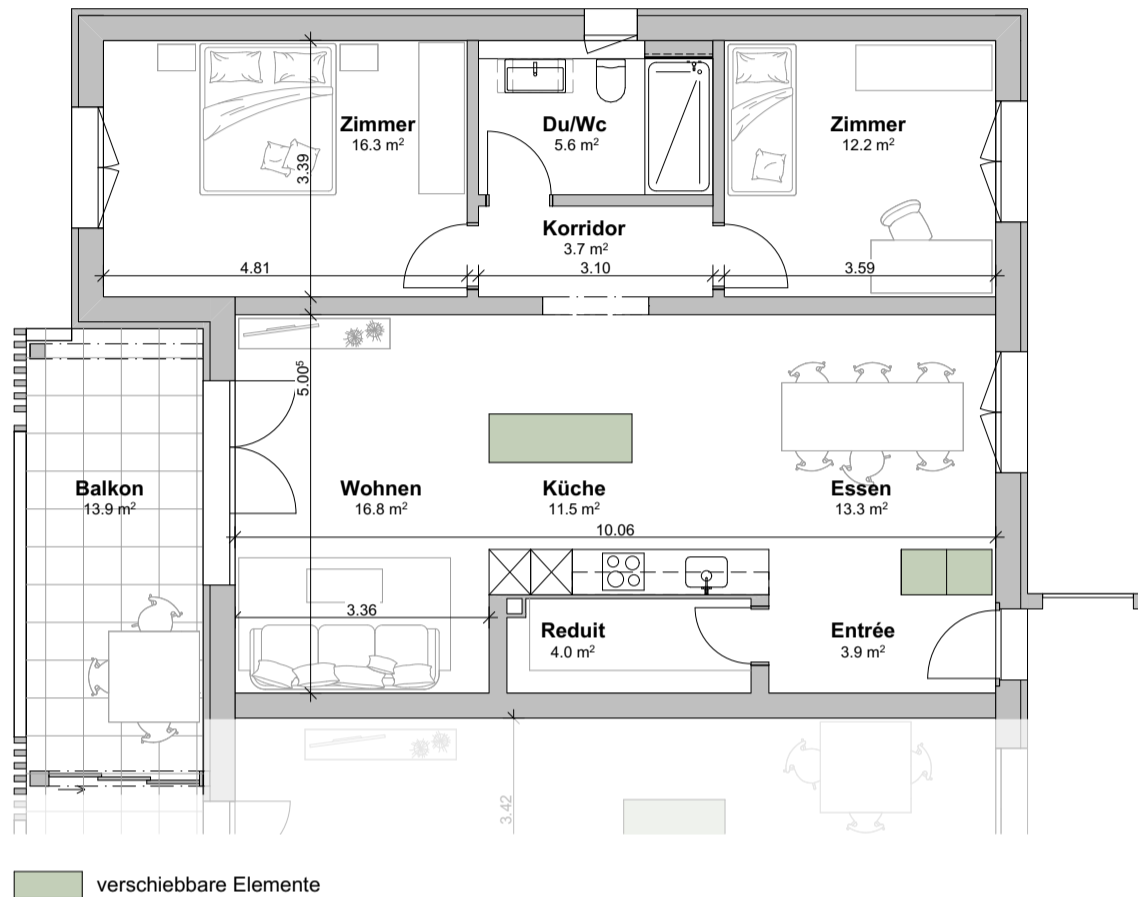 Zimmer
16.3 m²
Du/Wc
5.6 m²
Zimmer
12.2 m²
3.39
Korridor
3.7 m²
4.81
3.10
3.59
5.00⁵
Balkon
13.9 m²
Wohnen
16.8 m²
Küche
11.5 m²
Essen
13.3 m²
10.06
3.36
Reduit
4.0 m²
Entrée
3.9 m²
3.42
verschiebbare Elemente